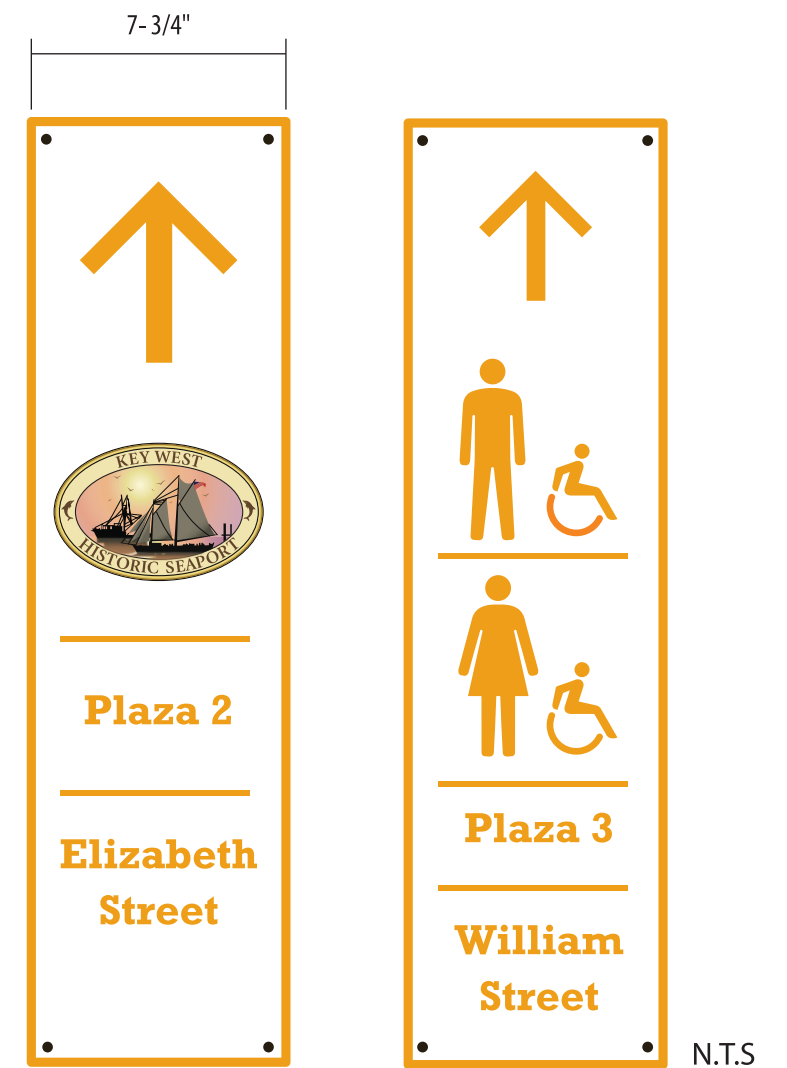 7-3/4"
KEY WEST
HISTORIC SEAPORT
Plaza 2
Elizabeth
Street
Plaza 3
William
Street
N.T.S